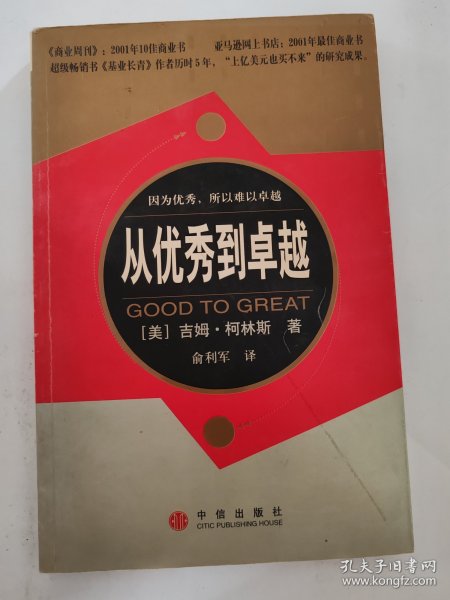 《商业周刊》：2001年10佳商业书　　亚马逊网上书店：2001年最佳商业书
超级畅销书《基业长青》作者历时5年，“上亿美元也买不来”的研究成果。
因为优秀，所以难以卓越
从优秀到卓越
GOOD TO GREAT
［美］吉姆·柯林斯　著
俞利军　译
中信出版社
CITIC PUBLISHING HOUSE
孔夫子旧书网
www.kongfz.com